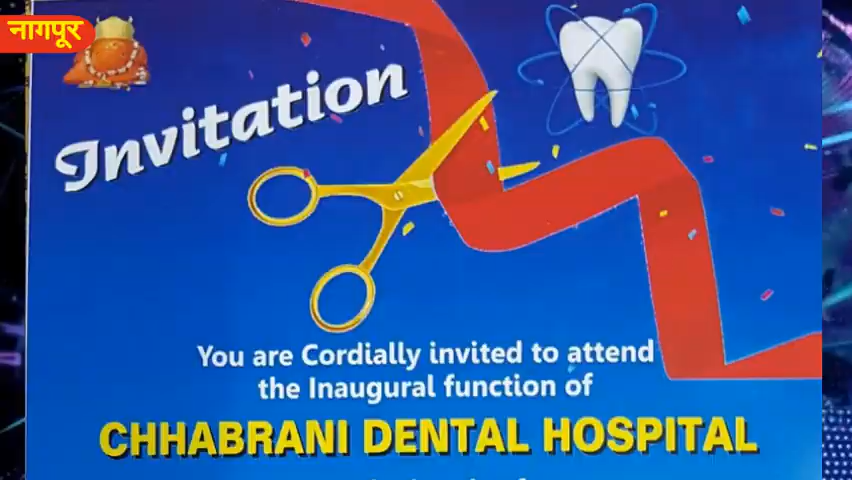 नागपूर
Invitation
You are Cordially invited to attend
the Inaugural function of
CHHABRANI DENTAL HOSPITAL